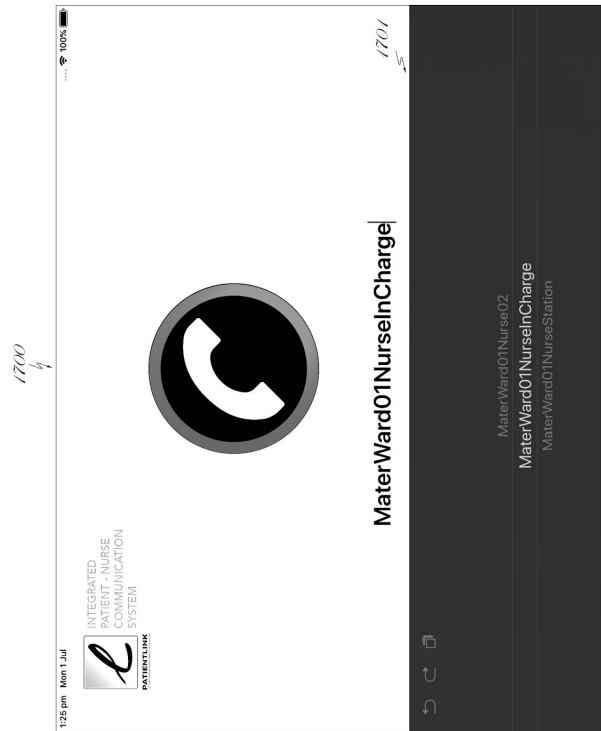 1700
1:25 pm Mon 1 Jul
100%
INTEGRATED
PATIENT - NURSE
COMMUNICATION
SYSTEM
PATIENTLINK
MaterWard01NurseInCharge
1701
MaterWard01Nurse02
MaterWard01NurseInCharge
MaterWard01NurseStation